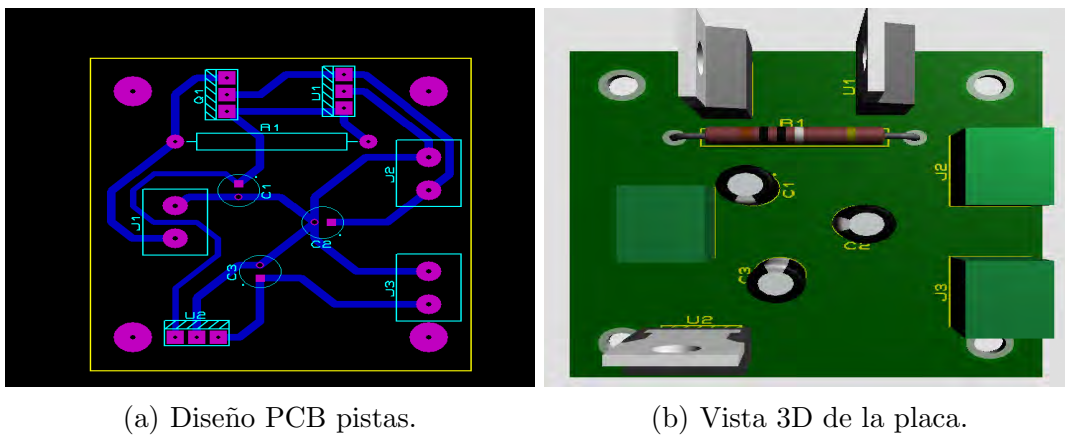 Q1
U1
R1
J2
C1
J1
C2
C3
J3
U2
U1
R1
J2
C1
C2
C3
J3
U2
(a) Diseño PCB pistas.
(b) Vista 3D de la placa.